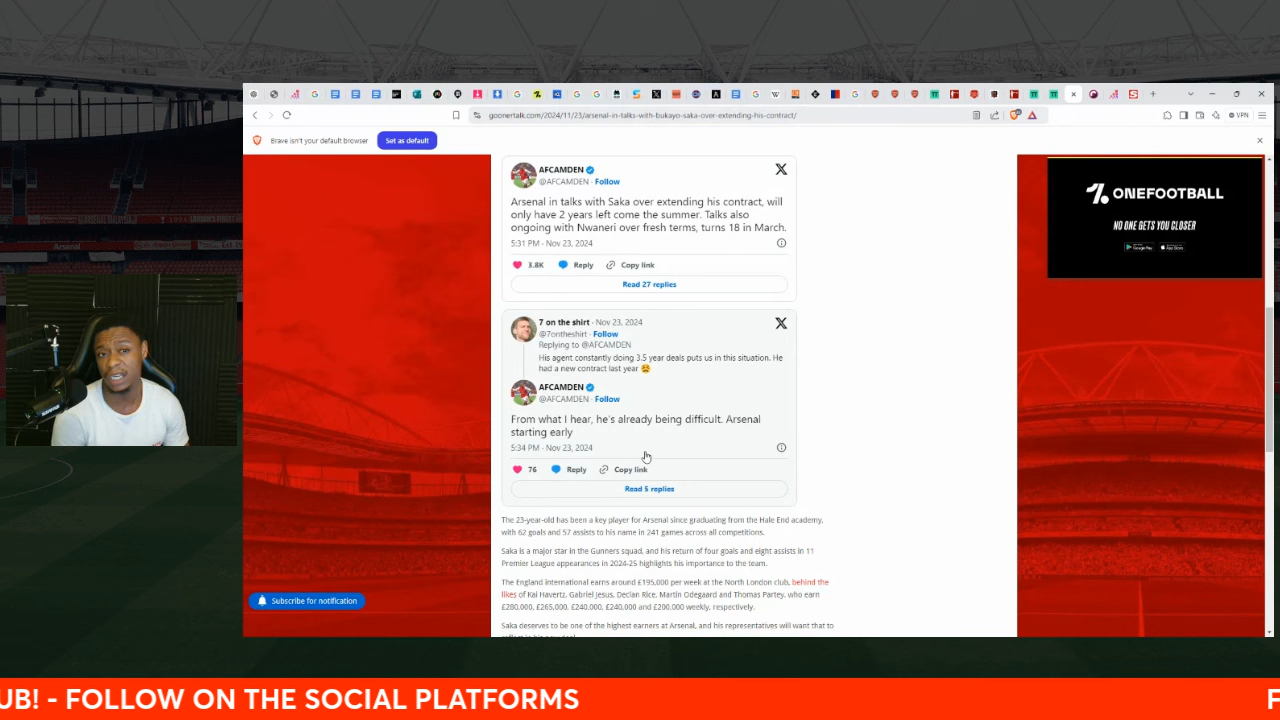 goonertalk.com/2024/11/23/arsenal-in-talks-with-bukayo-saka-over-extending-his-contract/
VPN
Brave isn't your default browser
Set as default
AFCAMDEN
@AFCAMDEN · Follow
Arsenal in talks with Saka over extending his contract, will
only have 2 years left come the summer. Talks also
ongoing with Nwaneri over fresh terms, turns 18 in March.
5:31 PM · Nov 23, 2024
3.8K Reply Copy link
Read 27 replies
7 on the shirt · Nov 23, 2024
@7ontheshirt · Follow
Replying to @AFCAMDEN
His agent constantly doing 3.5 year deals puts us in this situation. He
had a new contract last year 😩
AFCAMDEN
@AFCAMDEN · Follow
From what I hear, he's already being difficult. Arsenal
starting early
5:34 PM · Nov 23, 2024
76 Reply Copy link
Read 5 replies
The 23-year-old has been a key player for Arsenal since graduating from the Hale End academy,
with 62 goals and 57 assists to his name in 241 games across all competitions.
Saka is a major star in the Gunners squad, and his return of four goals and eight assists in 11
Premier League appearances in 2024-25 highlights his importance to the team.
The England international earns around £195,000 per week at the North London club, behind the
likes of Kai Havertz, Gabriel Jesus, Declan Rice, Martin Odegaard and Thomas Partey, who earn
£280,000, £265,000, £240,000, £240,000 and £200,000 weekly, respectively.
Saka deserves to be one of the highest earners at Arsenal, and his representatives will want that to
ONEFOOTBALL
NO ONE GETS YOU CLOSER
Subscribe for notification
Arsenal
UB! - FOLLOW ON THE SOCIAL PLATFORMS
F